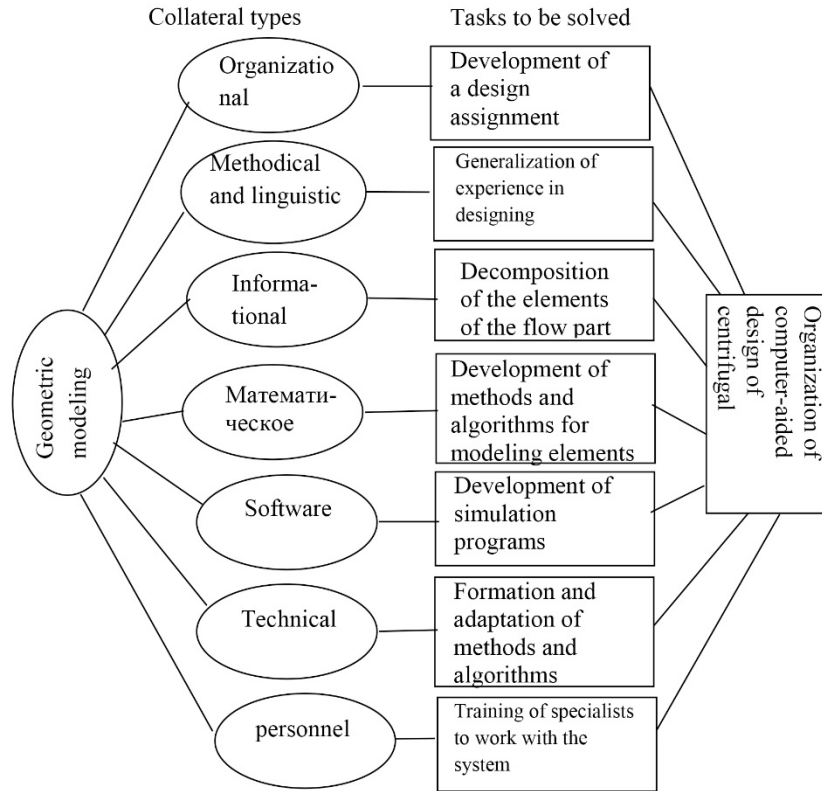 Collateral types
Tasks to be solved
Geometric
modeling
Organizatio
nal
Development of
a design
assignment
Methodical
and linguistic
Generalization of
experience in
designing
Informa-
tional
Decomposition
of the elements
of the flow part
Математи-
ческое
Development of
methods and
algorithms for
modeling elements
Software
Development of
simulation
programs
Technical
Formation and
adaptation of
methods and
algorithms
personnel
Training of specialists
to work with the
system
Organization of
computer-aided
design of
centrifugal